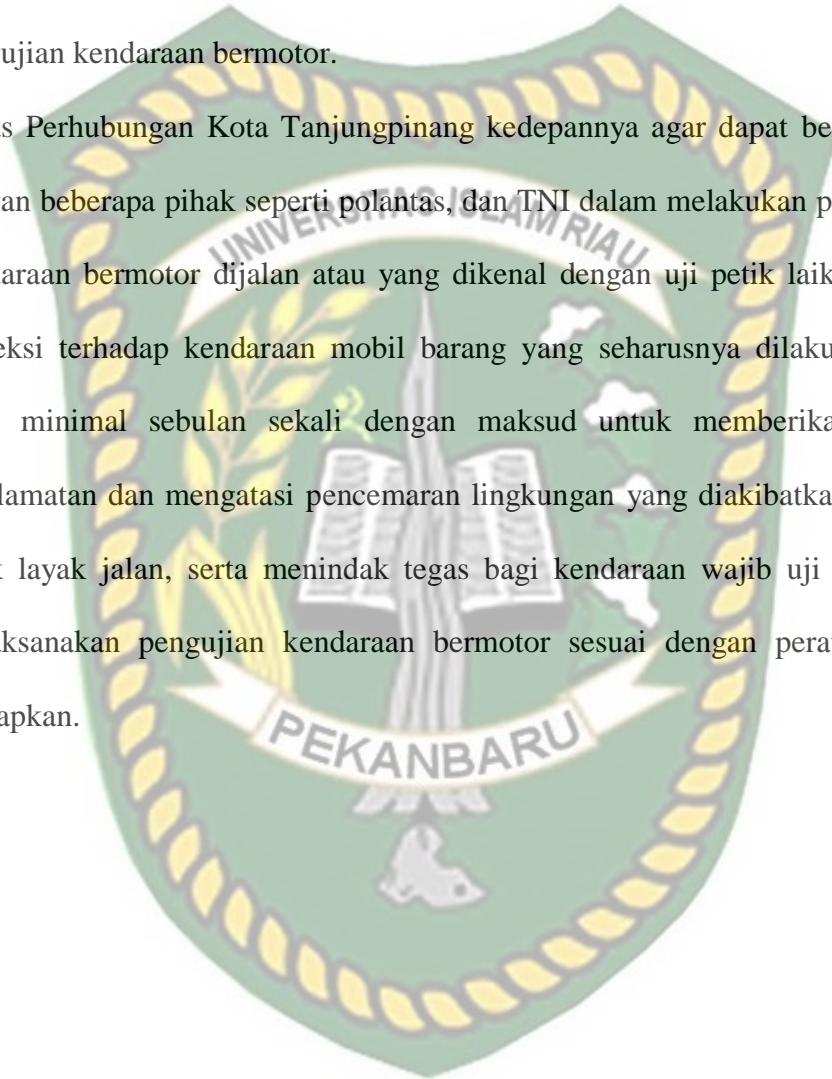 ujian kendaraan bermotor.
s Perhubungan Kota Tanjungpinang kedepannya agar dapat be
an beberapa pihak seperti polantas, dan TNI dalam melakukan p
UNIVERSITAS ISLAM RIAU
araan bermotor dijalan atau yang dikenal dengan uji petik laik
eksi terhadap kendaraan mobil barang yang seharusnya dilaku
minimal sebulan sekali dengan maksud untuk memberika
lamatan dan mengatasi pencemaran lingkungan yang diakibatka
k layak jalan, serta menindak tegas bagi kendaraan wajib uji
aksanakan pengujian kendaraan bermotor sesuai dengan pera
apkan.
PEKANBARU